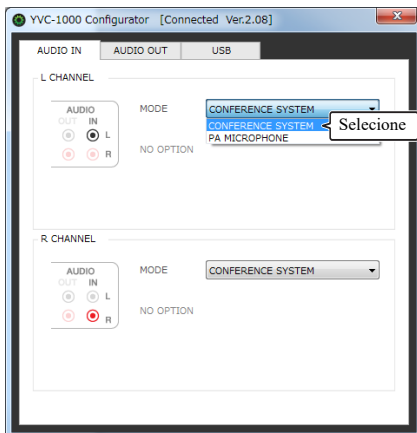 YVC-1000 Configurator [Connected Ver.2.08]
AUDIO IN AUDIO OUT USB
L CHANNEL
AUDIO
OUT IN
L
R
MODE
CONFERENCE SYSTEM
CONFERENCE SYSTEM
PA MICROPHONE
Selecione
NO OPTION
R CHANNEL
AUDIO
OUT IN
L
R
MODE
CONFERENCE SYSTEM
NO OPTION